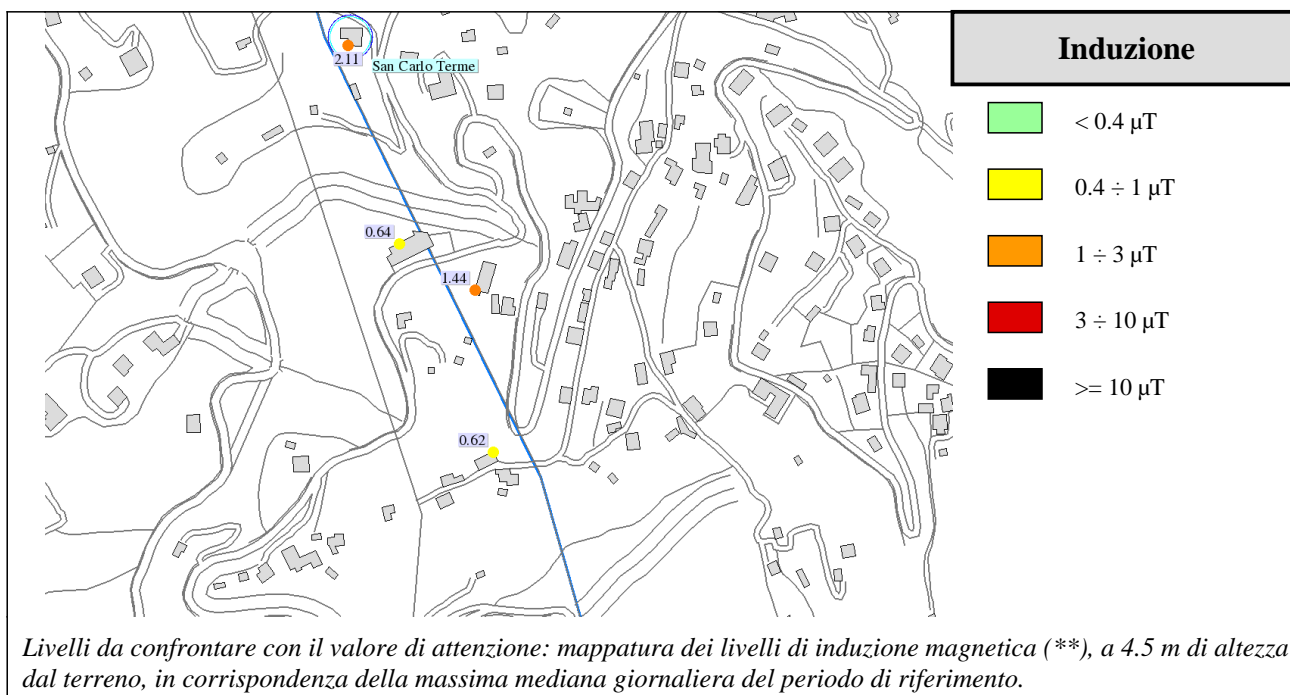 Induzione
2.11
San Carlo Terme
< 0.4 µT
0.4 ÷ 1 µT
0.64
1 ÷ 3 µT
1.44
3 ÷ 10 µT
>= 10 µT
0.62
Livelli da confrontare con il valore di attenzione: mappatura dei livelli di induzione magnetica (**), a 4.5 m di altezza
dal terreno, in corrispondenza della massima mediana giornaliera del periodo di riferimento.